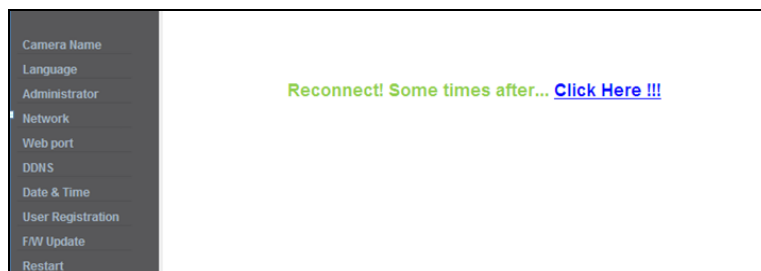 Camera Name
Language
Administrator
Network
Web port
DDNS
Date & Time
User Registration
F/W Update
Restart
Reconnect! Some times after... Click Here !!!